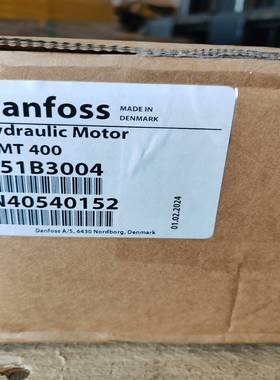 anfoss
MADE IN
DENMARK
ydraulic Motor
MT 400
51B3004
N40540152
01.02.2024
Danfoss A/S, 6430 Nordborg, Denmark